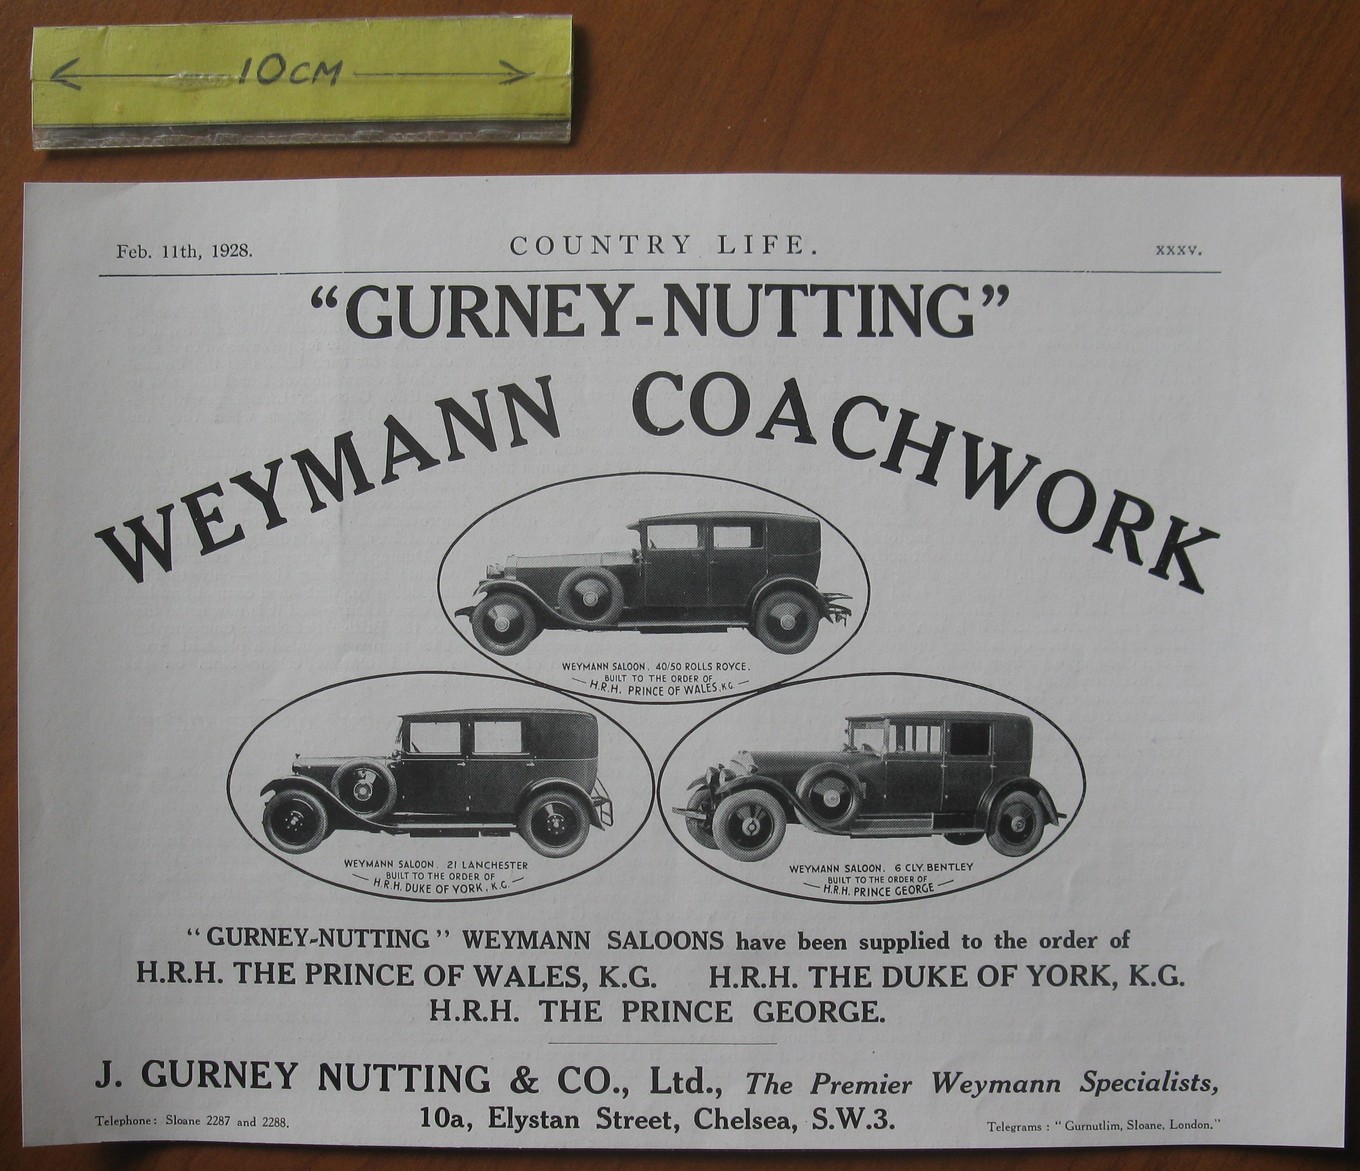 10CM
Feb. 11th, 1928. COUNTRY LIFE. xxxv.
"GURNEY-NUTTING"
WEYMANN COACHWORK
WEYMANN SALOON. 40/50 ROLLS ROYCE.
BUILT TO THE ORDER OF
H.R.H. PRINCE OF WALES, K.G.
WEYMANN SALOON. 21 LANCHESTER
BUILT TO THE ORDER OF
H.R.H. DUKE OF YORK, K.G.
WEYMANN SALOON. 6 CLY. BENTLEY
BUILT TO THE ORDER OF
H.R.H. PRINCE GEORGE
"GURNEY-NUTTING" WEYMANN SALOONS have been supplied to the order of
H.R.H. THE PRINCE OF WALES, K.G. H.R.H. THE DUKE OF YORK, K.G.
H.R.H. THE PRINCE GEORGE.
J. GURNEY NUTTING & CO., Ltd., The Premier Weymann Specialists,
10a, Elystan Street, Chelsea, S.W.3.
Telephone: Sloane 2287 and 2288.
Telegrams: "Gurnutlim, Sloane, London."